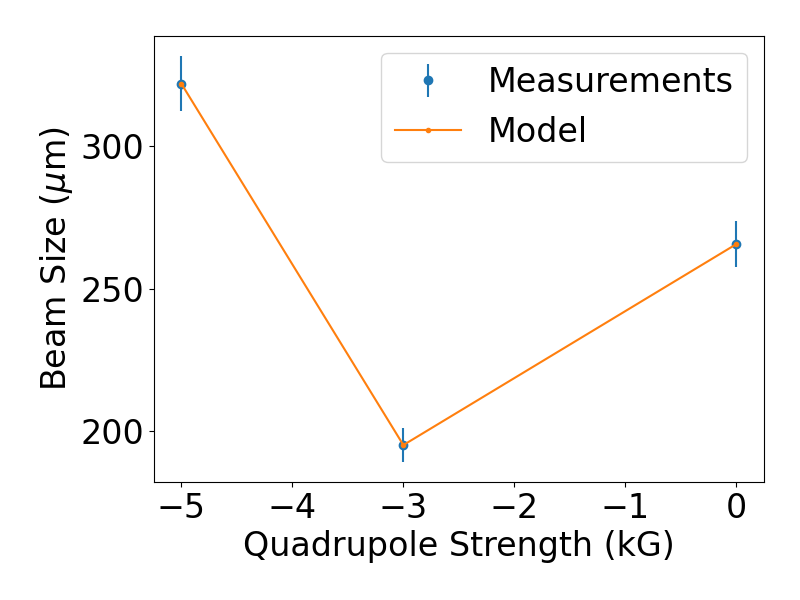 Measurements
Model
Beam Size (μm)
300
250
200
−5 −4 −3 −2 −1 0
Quadrupole Strength (kG)